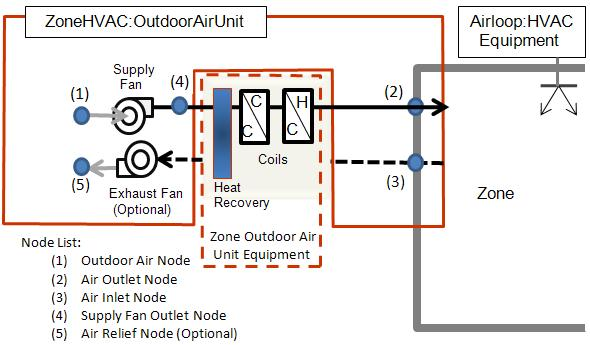 ZoneHVAC:OutdoorAirUnit
Airloop:HVAC
Equipment
Supply
Fan
(4)
(1)
(2)
C
C
H
C
Coils
(5)
Exhaust Fan
(Optional)
Heat
Recovery
(3)
Zone
Zone Outdoor Air
Unit Equipment
Node List:
(1) Outdoor Air Node
(2) Air Outlet Node
(3) Air Inlet Node
(4) Supply Fan Outlet Node
(5) Air Relief Node (Optional)